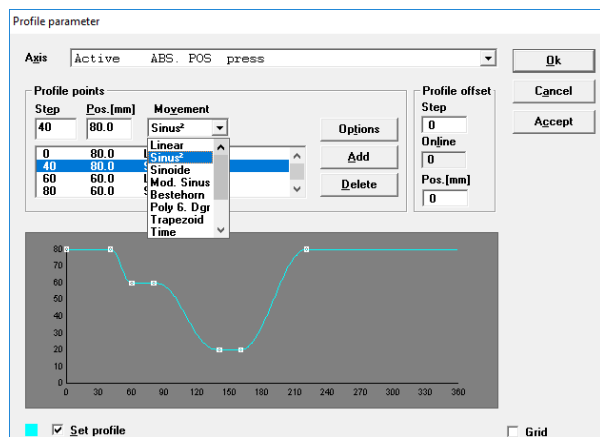 Profile parameter
Axis Active ABS. POS press
Ok
Cancel
Accept
Profile points
Step Pos.[mm] Movement
40 80.0 Sinus²
Options
Add
Delete
0 80.0
40 80.0
60 60.0
80 60.0
Linear
Sinus²
Sinoide
Mod. Sinus
Bestehorn
Poly 6. Dgr
Trapezoid
Time
Profile offset
Step
0
Online
0
Pos.[mm]
0
80
70
60
50
40
30
20
10
0
0 30 60 90 120 150 180 210 240 270 300 330 360
Set profile
Grid